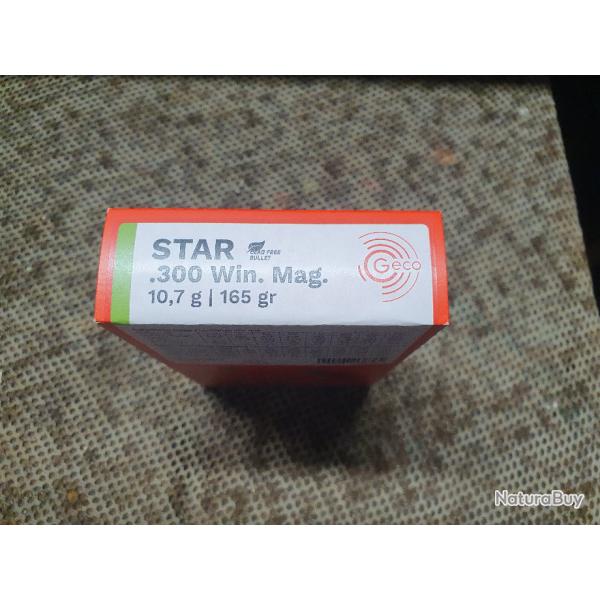 STAR
LEAD FREE
BULLET
.300 Win. Mag.
10,7 g | 165 gr
Geco
NaturaBuy